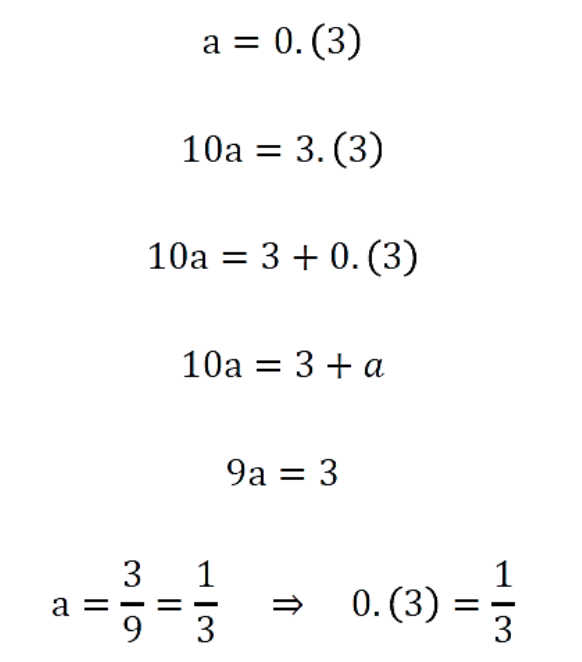 a = 0.(3)
10a = 3.(3)
10a = 3 + 0.(3)
10a = 3 + a
9a = 3
a = 3/9 = 1/3 ⇒ 0.(3) = 1/3